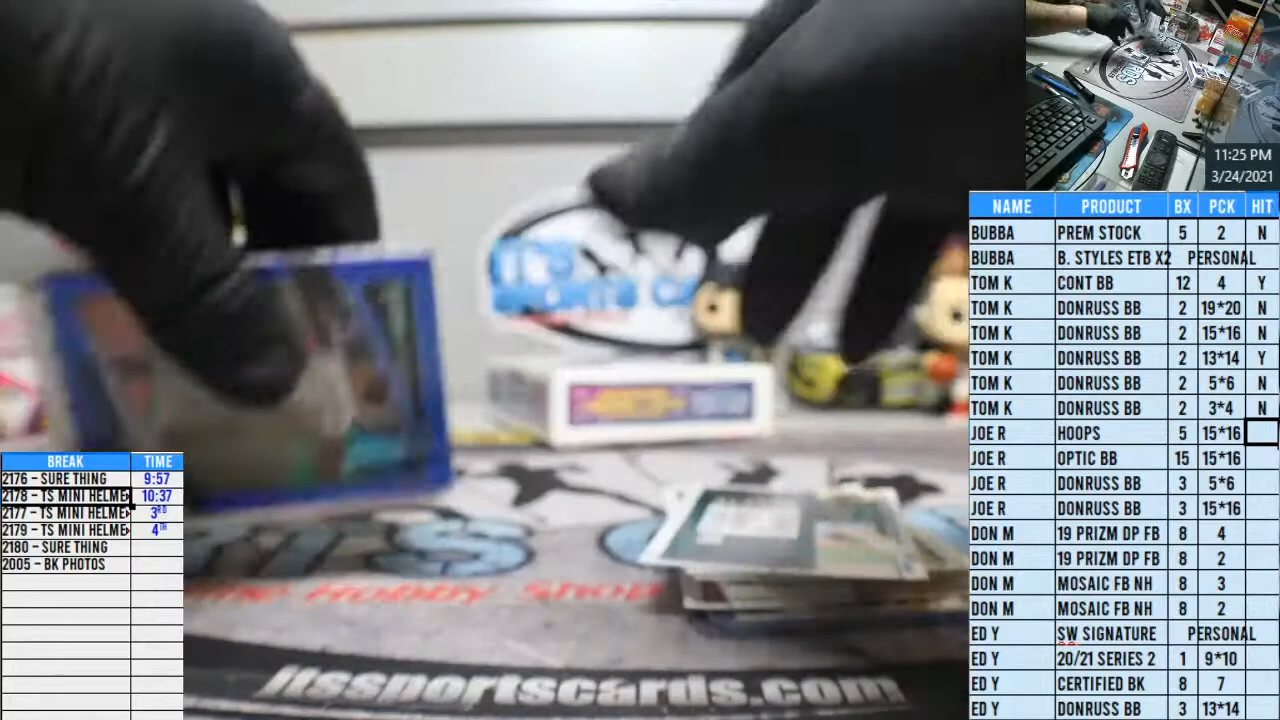 11:25 PM
3/24/2021
NAME PRODUCT BX PCK HIT
BUBBA PREM STOCK 5 2 N
BUBBA B. STYLES ETB X2 PERSONAL
TOM K CONT BB 12 4 Y
TOM K DONRUSS BB 2 19*20 N
TOM K DONRUSS BB 2 15*16 N
TOM K DONRUSS BB 2 13*14 Y
TOM K DONRUSS BB 2 5*6 N
TOM K DONRUSS BB 2 3*4 N
JOE R HOOPS 5 15*16
JOE R OPTIC BB 15 15*16
JOE R DONRUSS BB 3 5*6
JOE R DONRUSS BB 3 15*16
DON M 19 PRIZM DP FB 8 4
DON M 19 PRIZM DP FB 8 2
DON M MOSAIC FB NH 8 3
DON M MOSAIC FB NH 8 2
ED Y SW SIGNATURE PERSONAL
ED Y 20/21 SERIES 2 1 9*10
ED Y CERTIFIED BK 8 7
ED Y DONRUSS BB 3 13*14
BREAK TIME
2176 - SURE THING 9:57
2178 - TS MINI HELME 10:37
2177 - TS MINI HELME 3RD
2179 - TS MINI HELME 4TH
2180 - SURE THING
2005 - BK PHOTOS
Hobby Shop
Jtssportscards.com